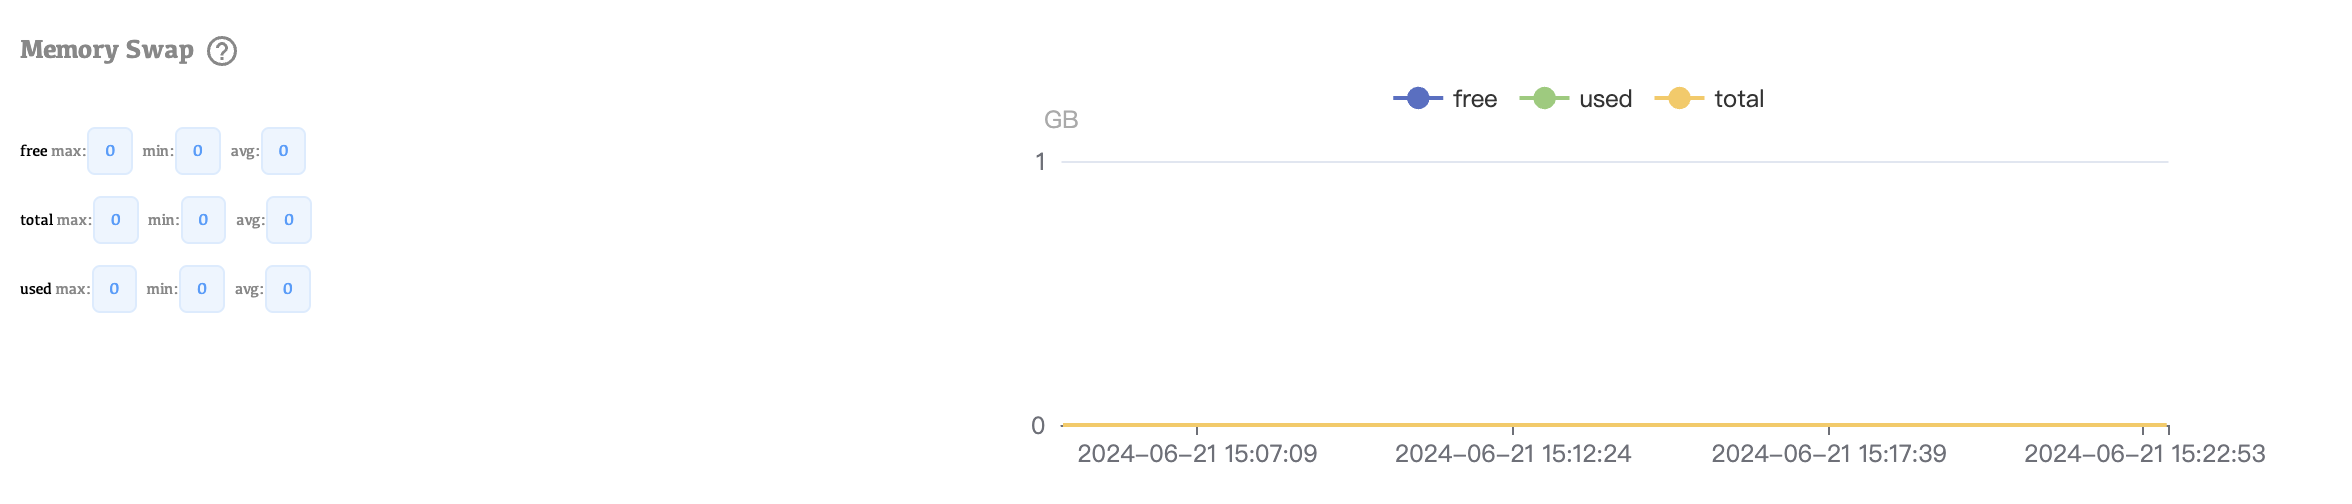 Memory Swap ?
free max: 0 min: 0 avg: 0
total max: 0 min: 0 avg: 0
used max: 0 min: 0 avg: 0
free used total
GB
1
0
2024-06-21 15:07:09 2024-06-21 15:12:24 2024-06-21 15:17:39 2024-06-21 15:22:53